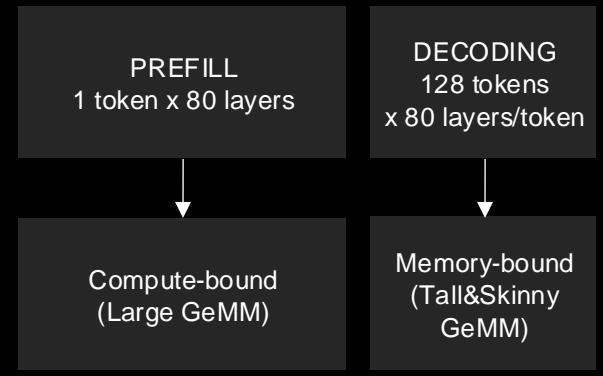 PREFILL
1 token x 80 layers
DECODING
128 tokens
x 80 layers/token
Compute-bound
(Large GeMM)
Memory-bound
(Tall&Skinny
GeMM)